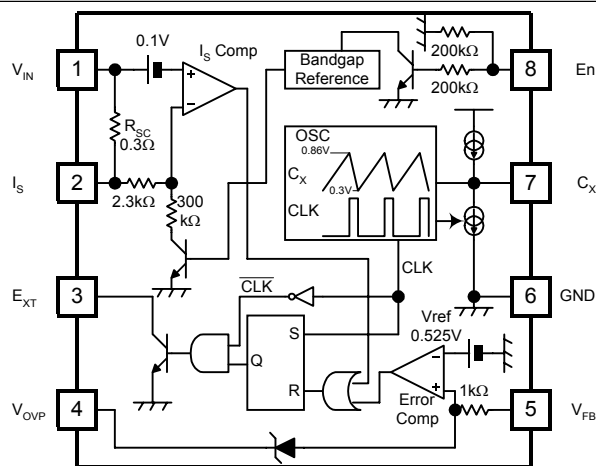 0.1V
I_S Comp
V_IN
1
+
−
R_SC
0.3Ω
I_S
2
2.3kΩ
300
kΩ
E_XT
3
V_OVP
4
Bandgap
Reference
200kΩ
200kΩ
8
En
OSC
0.86V
C_X
0.3V
CLK
7
C_X
CLK
6
GND
CLK
S
Q
R
Vref
0.525V
−
+
Error
Comp
1kΩ
5
V_FB